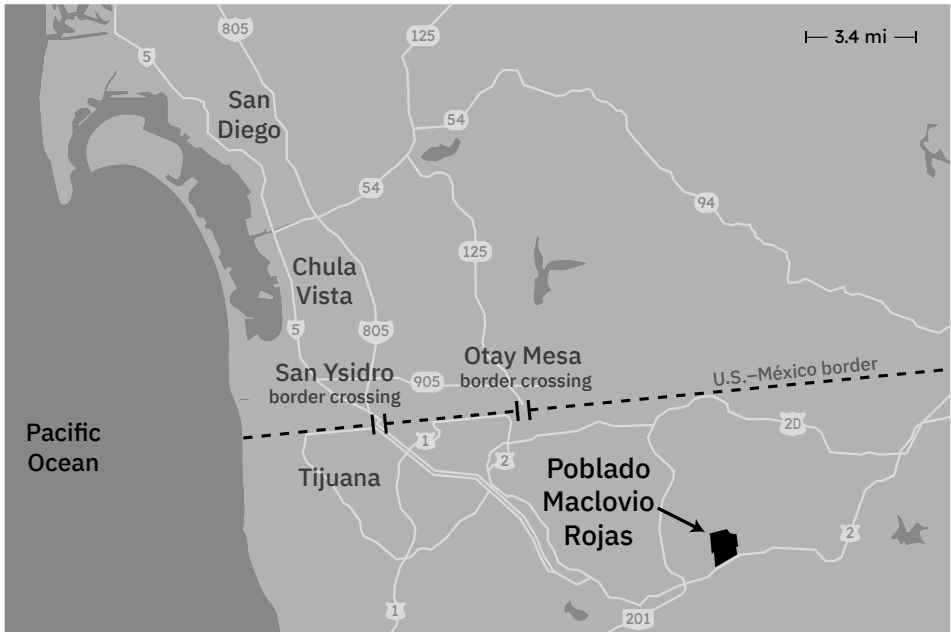 805
125
3.4 mi
5
San
Diego
54
54
94
125
Chula
Vista
5
805
San Ysidro
border crossing
Otay Mesa
border crossing
905
U.S.–México border
Pacific
Ocean
1
2D
2
Tijuana
Poblado
Maclovio
Rojas
2
1
201